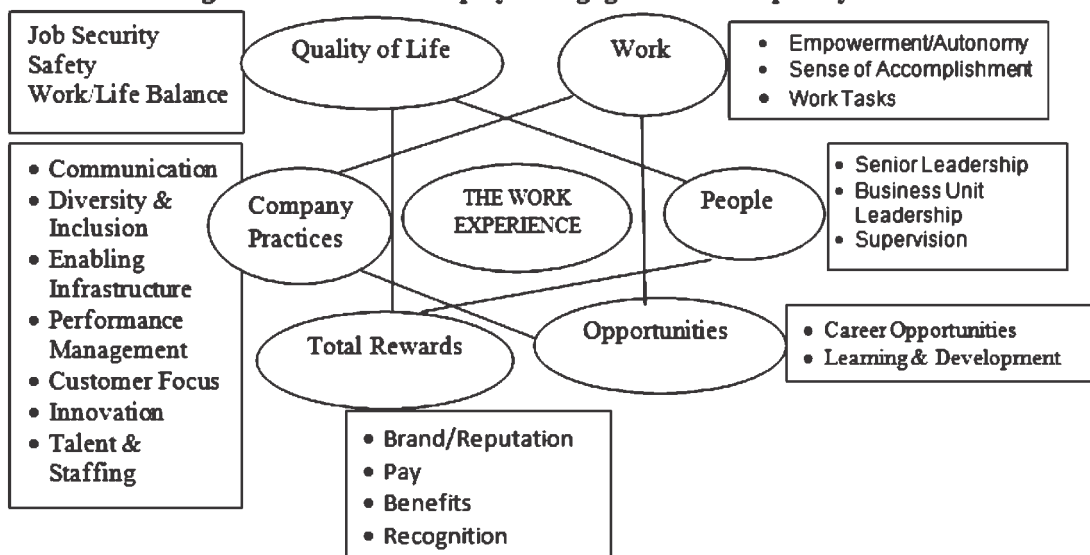 Job Security
Safety
Work/Life Balance
Quality of Life
Work
• Empowerment/Autonomy
• Sense of Accomplishment
• Work Tasks
• Communication
• Diversity &
Inclusion
• Enabling
Infrastructure
• Performance
Management
• Customer Focus
• Innovation
• Talent &
Staffing
Company
Practices
THE WORK
EXPERIENCE
People
• Senior Leadership
• Business Unit
Leadership
• Supervision
Total Rewards
Opportunities
• Career Opportunities
• Learning & Development
• Brand/Reputation
• Pay
• Benefits
• Recognition